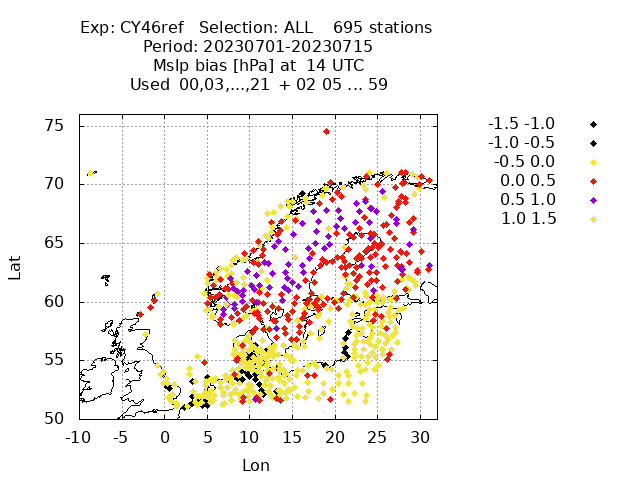 Exp: CY46ref   Selection: ALL    695 stations
Period: 20230701-20230715
Mslp bias [hPa] at  14 UTC
Used  00,03,...,21  + 02 05 ... 59
-1.5 -1.0
-1.0 -0.5
-0.5 0.0
0.0 0.5
0.5 1.0
1.0 1.5
75
70
65
60
55
50
Lat
-10 -5 0 5 10 15 20 25 30
Lon